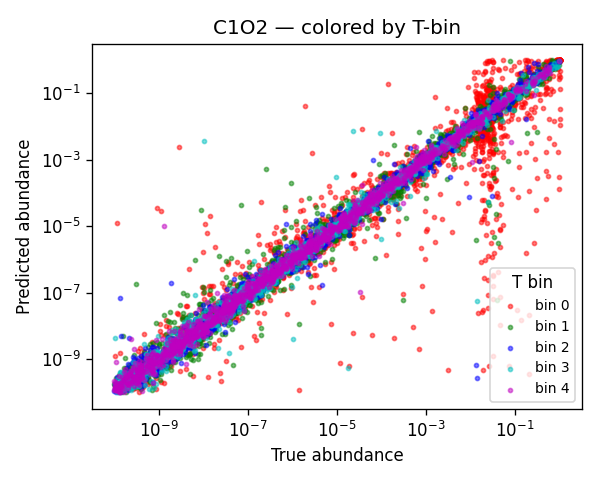 C1O2 — colored by T-bin
Predicted abundance
10⁻¹
10⁻³
10⁻⁵
10⁻⁷
10⁻⁹
T bin
bin 0
bin 1
bin 2
bin 3
bin 4
10⁻⁹ 10⁻⁷ 10⁻⁵ 10⁻³ 10⁻¹
True abundance